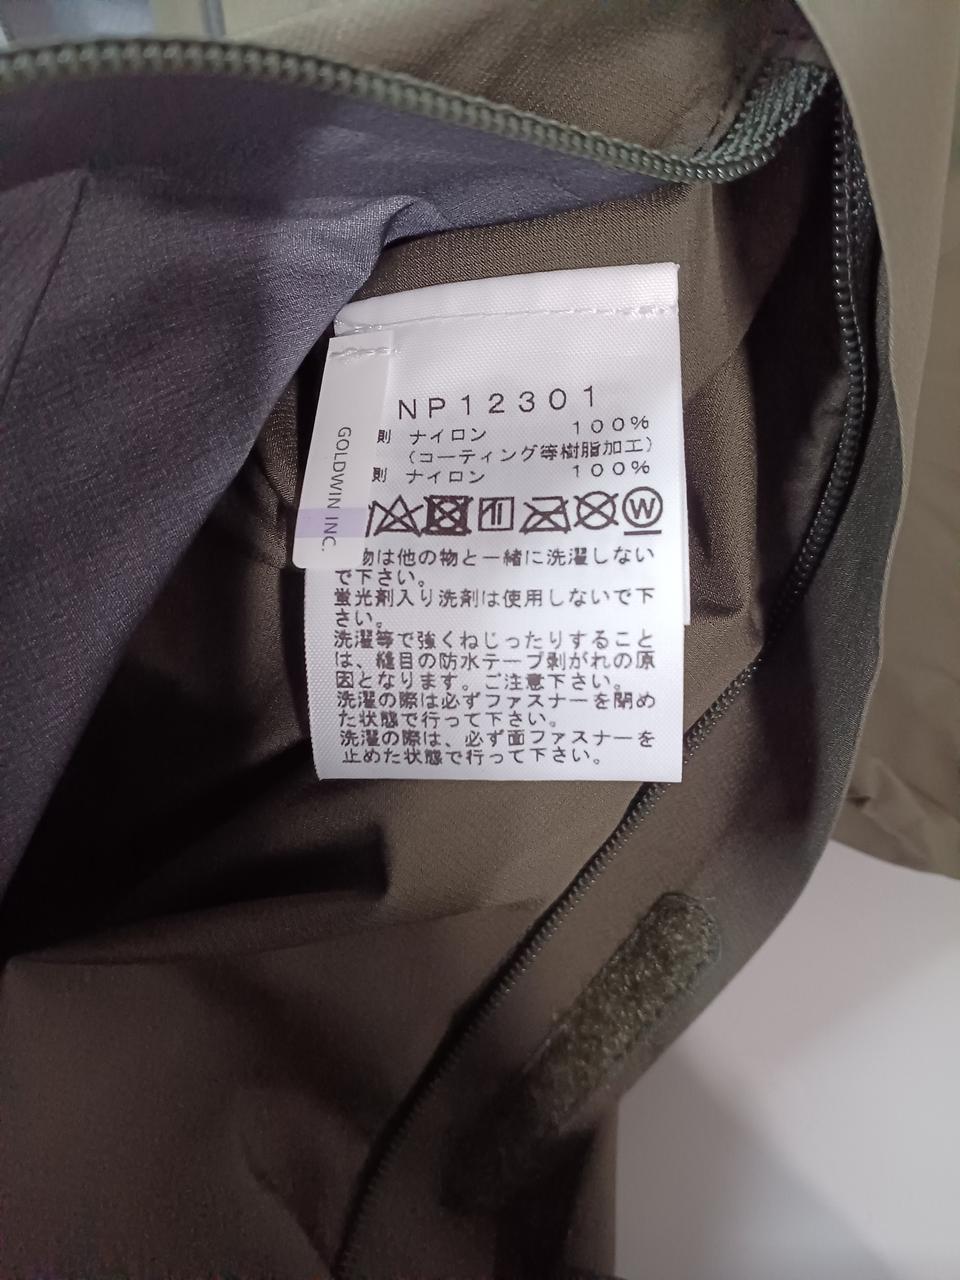 NP12301
則 ナイロン 100%
(コーティング等樹脂加工)
則 ナイロン 100%
GOLDWIN INC.
W
物は他の物と一緒に洗濯しない
で下さい。
蛍光剤入り洗剤は使用しないで下
さい。
洗濯等で強くねじったりすること
は、縫目の防水テープ剥がれの原
因となります。ご注意下さい。
洗濯の際は必ずファスナーを閉め
た状態で行って下さい。
洗濯の際は、必ず面ファスナーを
止めた状態で行って下さい。